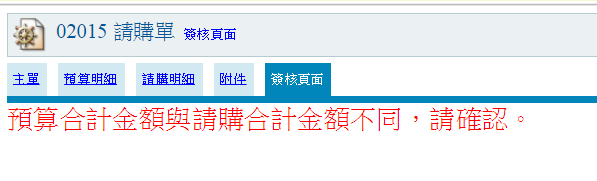 02015 請購單 簽核頁面
主單 預算明細 請購明細 附件 簽核頁面
預算合計金額與請購合計金額不同，請確認。